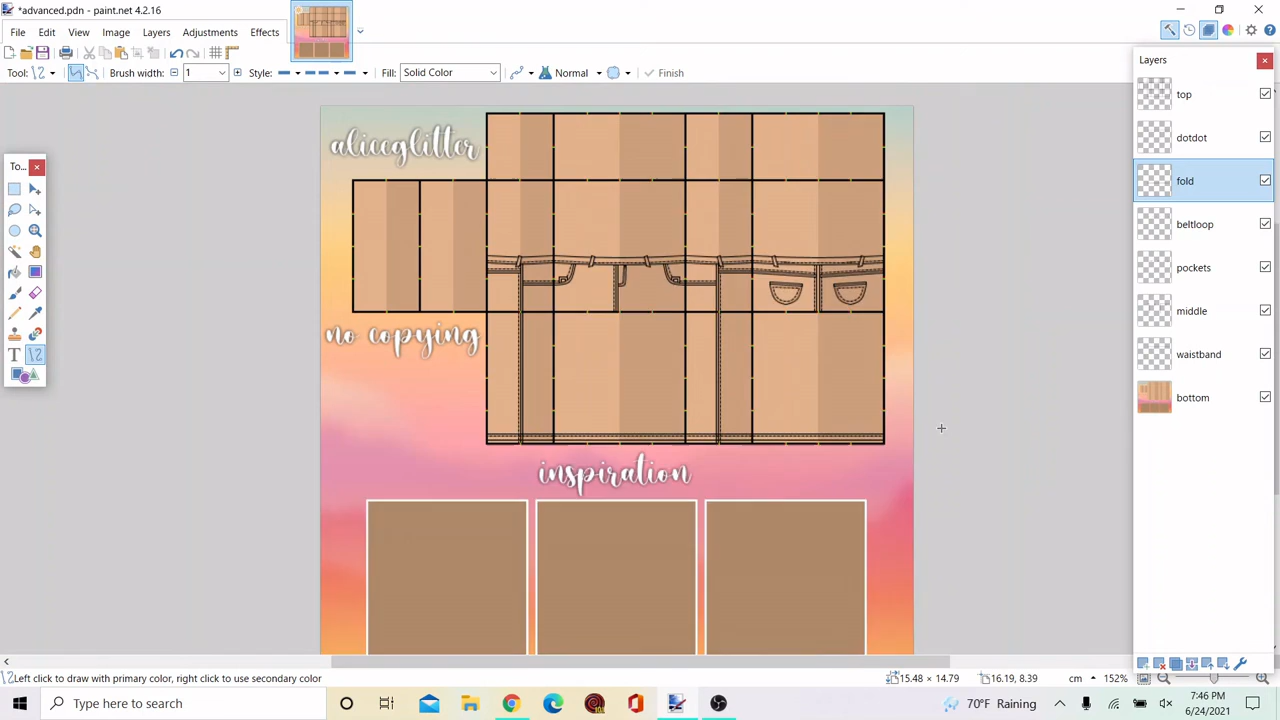 *advanced.pdn - paint.net 4.2.16
File Edit View Image Layers Adjustments Effects
Tool: Brush width: 1 Style: Fill: Solid Color Normal Finish
Layers
top
dotdot
fold
beltloop
pockets
middle
waistband
bottom
To...
T
aliceglitter
no copying
inspiration
Left click to draw with primary color, right click to use secondary color
15.48 × 14.79
16.19, 8.39
cm
152%
Type here to search
70°F Raining
7:46 PM
6/24/2021